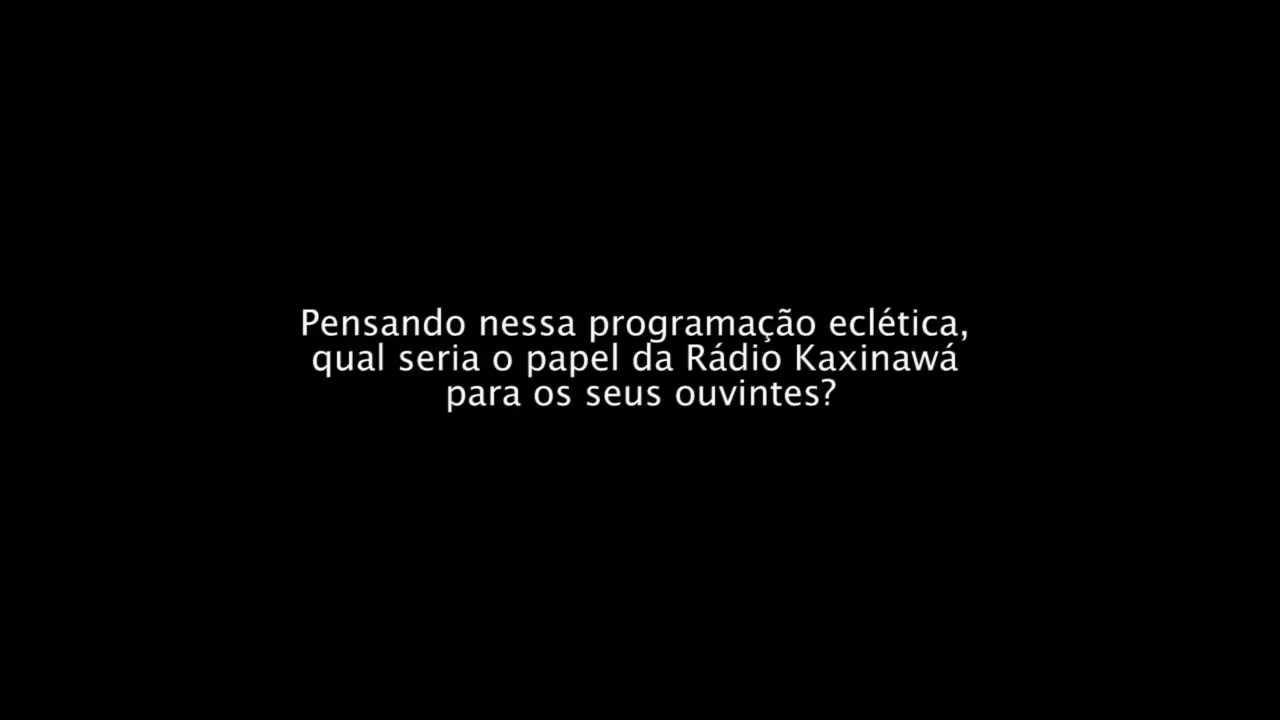 Pensando nessa programação eclética,
qual seria o papel da Rádio Kaxinawá
para os seus ouvintes?